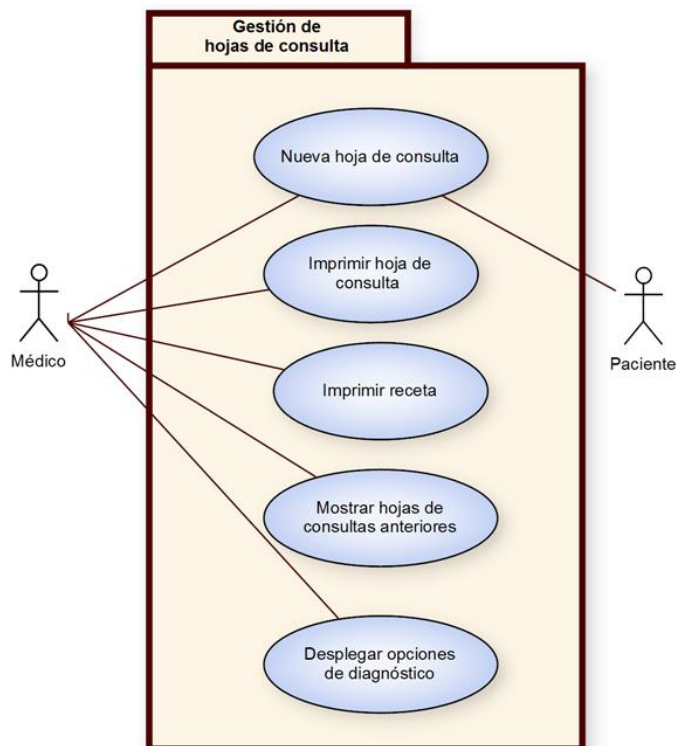 Gestión de
hojas de consulta
Nueva hoja de consulta
Imprimir hoja de
consulta
Médico
Paciente
Imprimir receta
Mostrar hojas de
consultas anteriores
Desplegar opciones
de diagnóstico